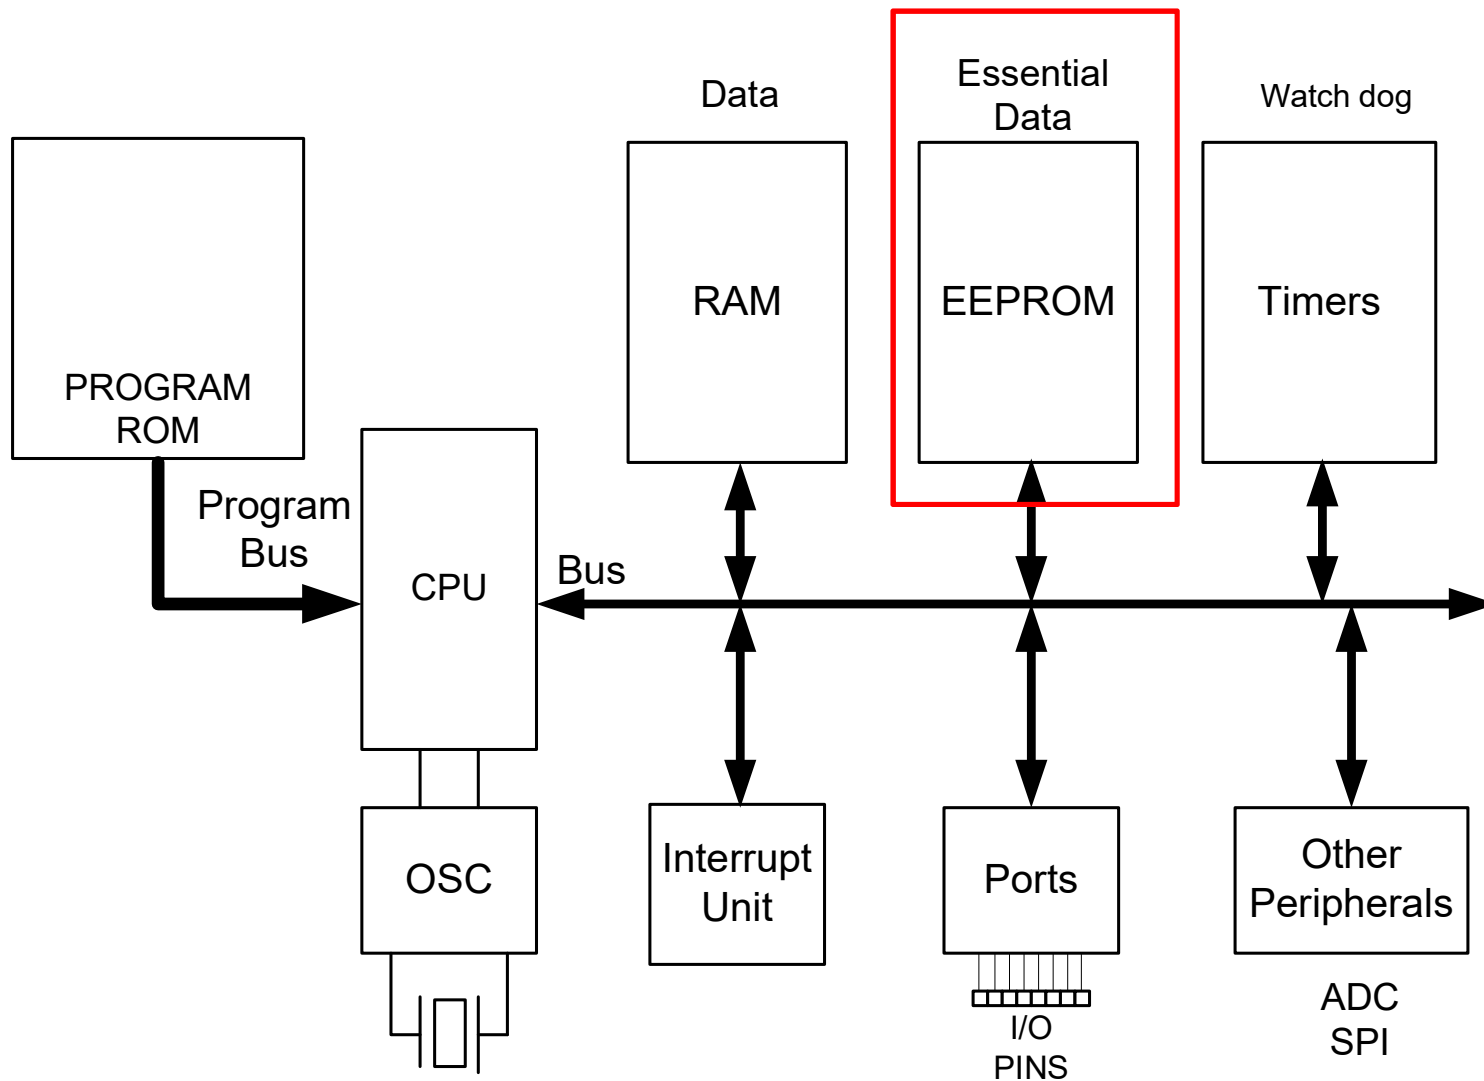 Data
Essential
Data
Watch dog
PROGRAM
ROM
RAM
EEPROM
Timers
Program
Bus
CPU
Bus
OSC
Interrupt
Unit
Ports
Other
Peripherals
I/O
PINS
ADC
SPI